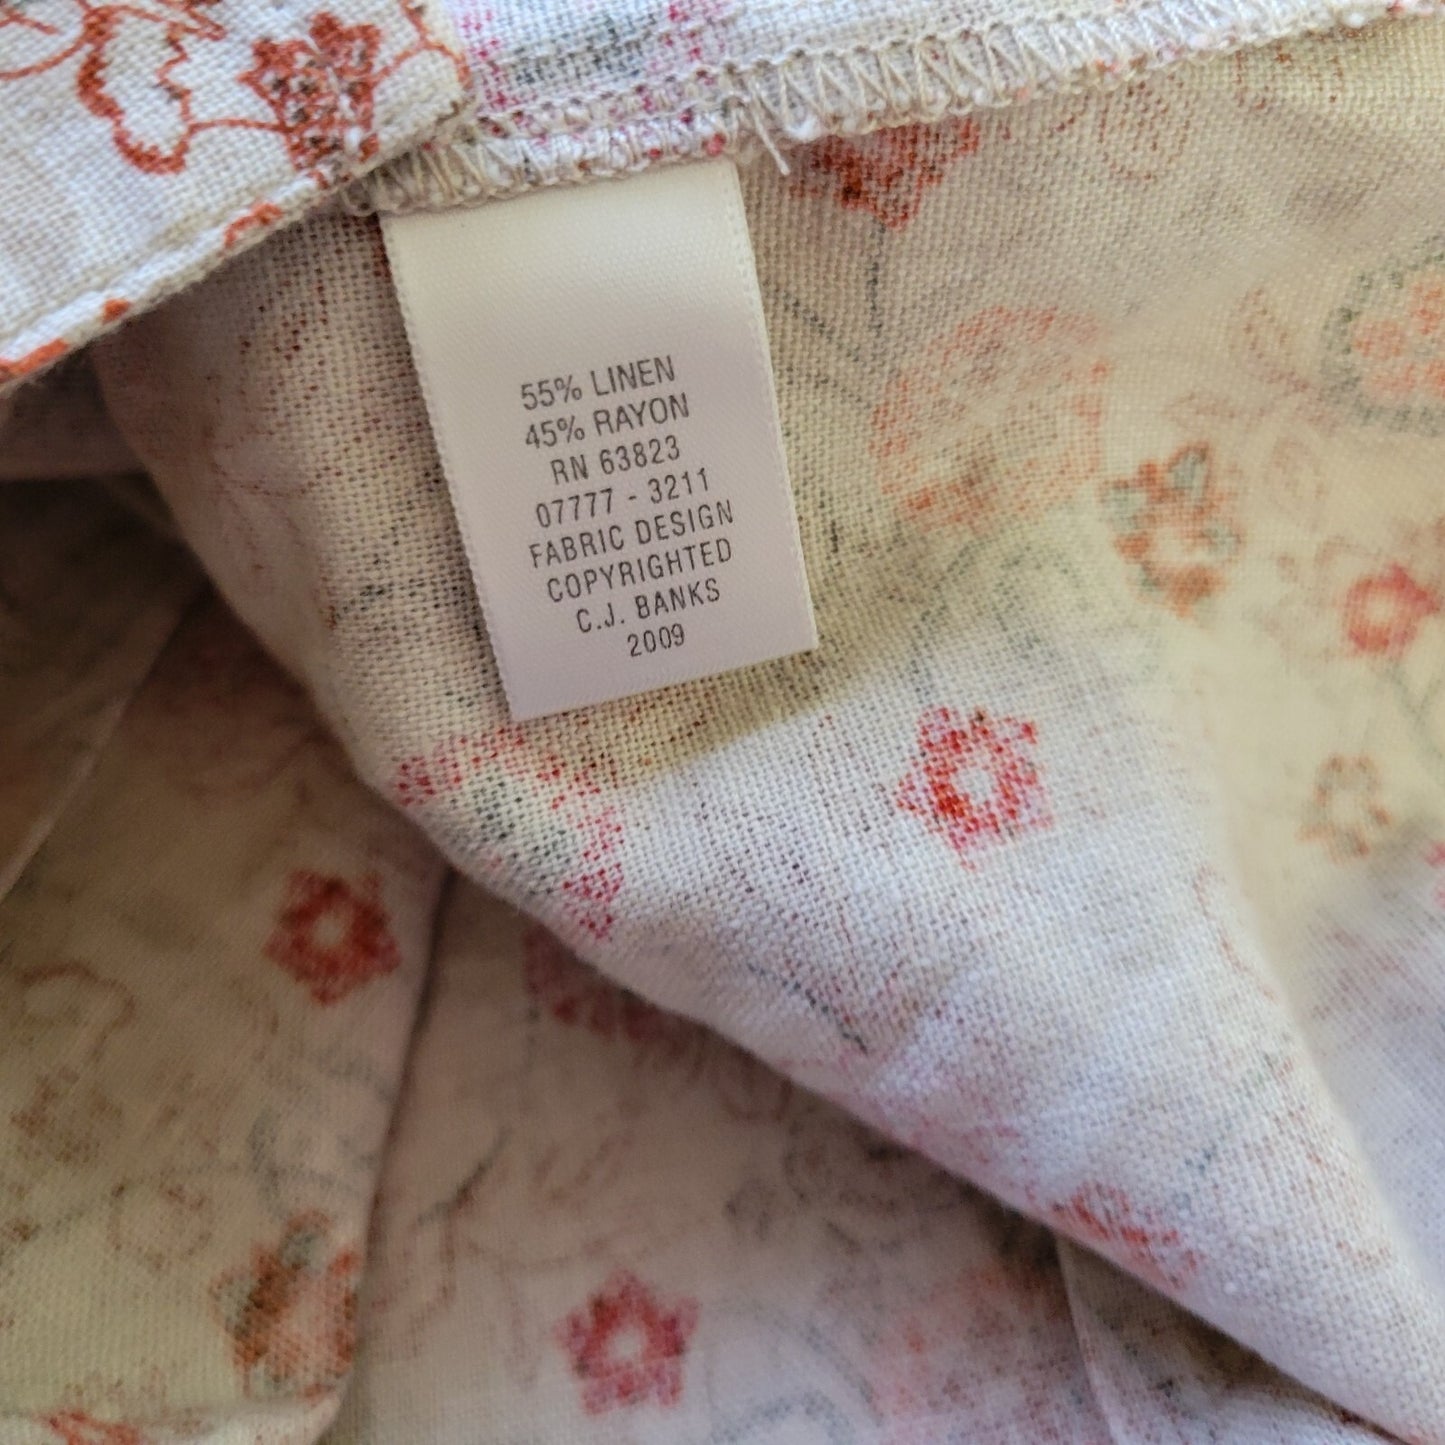 55% LINEN
45% RAYON
RN 63823
07777 - 3211
FABRIC DESIGN
COPYRIGHTED
C.J. BANKS
2009